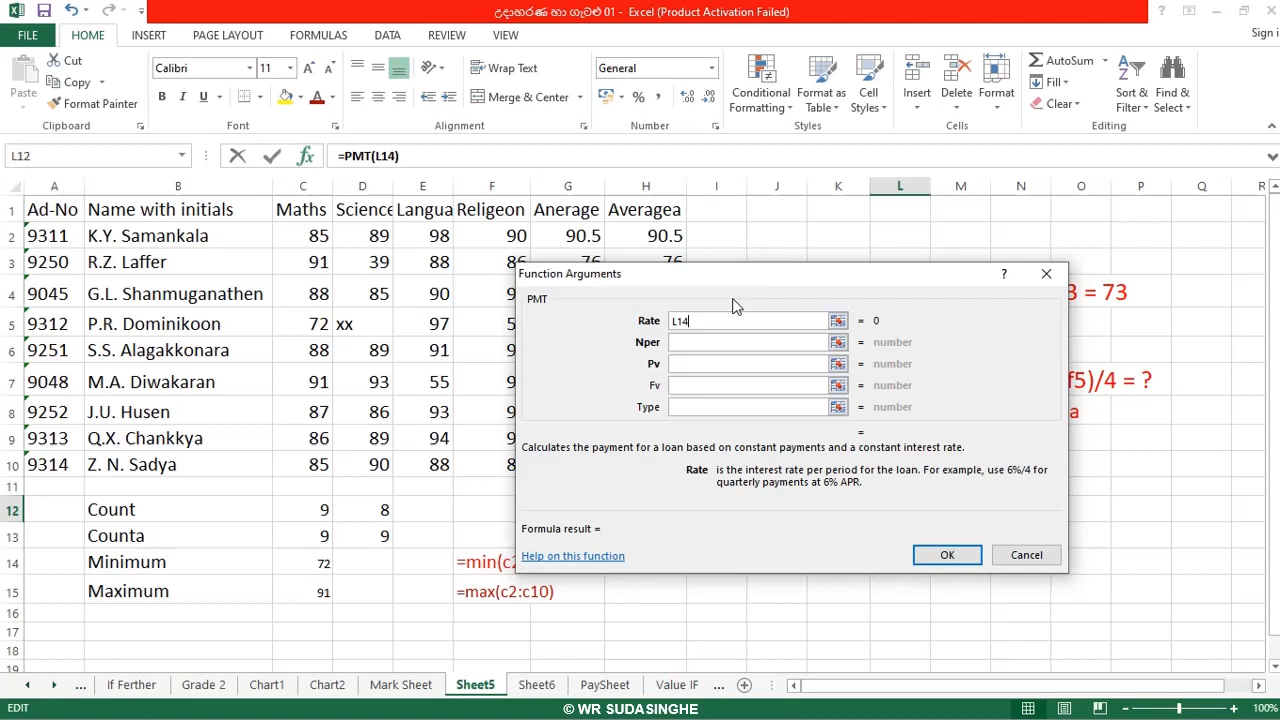 උදාහරණ හා ගැටළු 01 - Excel (Product Activation Failed)
FILE HOME INSERT PAGE LAYOUT FORMULAS DATA REVIEW VIEW Sign i
Paste
Cut
Copy
Format Painter
Clipboard
Calibri 11
B I U
Font
Wrap Text
Merge & Center
Alignment
General
%
Number
Conditional Formatting
Format as Table
Cell Styles
Styles
Insert Delete Format
Cells
AutoSum
Fill
Clear
Sort & Filter
Find & Select
Editing
L12 fx =PMT(L14)
A B C D E F G H I J K L M N O P Q R
1 Ad-No Name with initials Maths Science Langua Religeon Anerage Averagea
2 9311 K.Y. Samankala 85 89 98 90 90.5 90.5
3 9250 R.Z. Laffer 91 39 88 86 76 76
4 9045 G.L. Shanmuganathen 88 85 90 9 3 = 73
5 9312 P.R. Dominikoon 72 xx 97 5
6 9251 S.S. Alagakkonara 88 89 91
7 9048 M.A. Diwakaran 91 93 55 9 f5)/4 = ?
8 9252 J.U. Husen 87 86 93 a
9 9313 Q.X. Chankkya 86 89 94 9
10 9314 Z. N. Sadya 85 90 88 8
11
12 Count 9 8
13 Counta 9 9
14 Minimum 72 =min(c2
15 Maximum 91 =max(c2:c10)
16
17
18
19
Function Arguments ?
PMT
Rate L14 = 0
Nper = number
Pv = number
Fv = number
Type = number
=
Calculates the payment for a loan based on constant payments and a constant interest rate.
Rate is the interest rate per period for the loan. For example, use 6%/4 for
quarterly payments at 6% APR.
Formula result =
Help on this function
OK Cancel
... If Ferther Grade 2 Chart1 Chart2 Mark Sheet Sheet5 Sheet6 PaySheet Value IF ...
EDIT © WR SUDASINGHE 100%